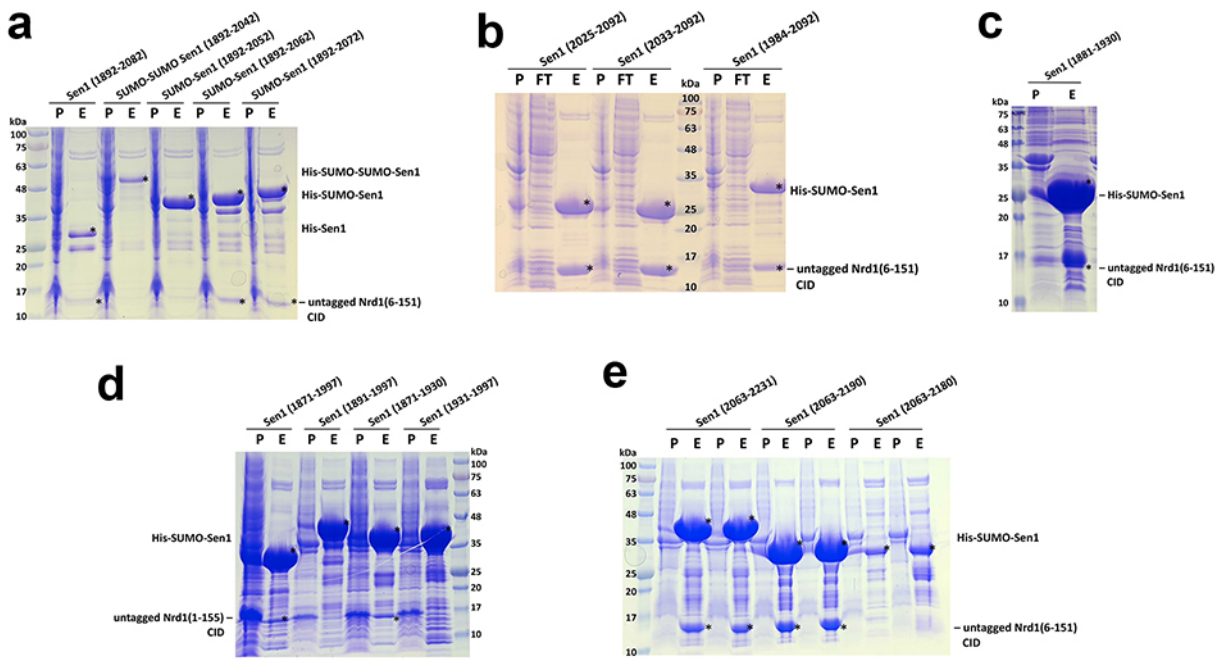 a
Sen1 (1892-2082)
SUMO-SUMO Sen1 (1892-2042)
SUMO-Sen1 (1892-2052)
SUMO-Sen1 (1892-2062)
SUMO-Sen1 (1892-2072)
P E P E P E P E P E
kDa
100
75
63
48
35
25
20
17
10
His-SUMO-SUMO-Sen1
His-SUMO-Sen1
His-Sen1
* * * * * * * *
untagged Nrd1(6-151)
CID
b
Sen1 (2025-2092)
Sen1 (2033-2092)
Sen1 (1984-2092)
P FT E P FT E P FT E
kDa
100
75
63
48
35
25
20
17
10
* * * * * *
His-SUMO-Sen1
untagged Nrd1(6-151)
CID
c
Sen1 (1881-1930)
P E
kDa
75
63
48
35
25
20
17
10
* *
His-SUMO-Sen1
untagged Nrd1(6-151)
CID
d
Sen1 (1871-1997)
Sen1 (1891-1997)
Sen1 (1871-1930)
Sen1 (1931-1997)
P E P E P E P E
kDa
100
75
63
48
35
25
20
17
10
His-SUMO-Sen1
* * * * * *
untagged Nrd1(1-155)
CID
e
Sen1 (2063-2231)
Sen1 (2063-2190)
Sen1 (2063-2180)
P E P E P E P E P E P E
kDa
100
75
63
48
35
25
20
17
10
* * * * * * * * * *
His-SUMO-Sen1
untagged Nrd1(6-151)
CID